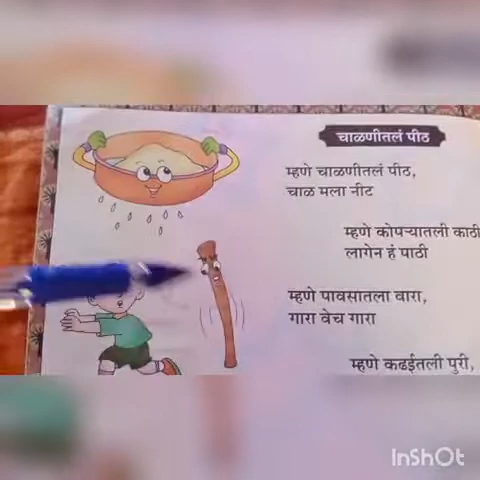 चाळणीतलं पीठ
म्हणे चाळणीतलं पीठ,
चाळ मला नीट
म्हणे कोपऱ्यातली काठी
लागेन हं पाठी
म्हणे पावसातला वारा,
गारा वेच गारा
म्हणे कढईतली पुरी,
InShOt